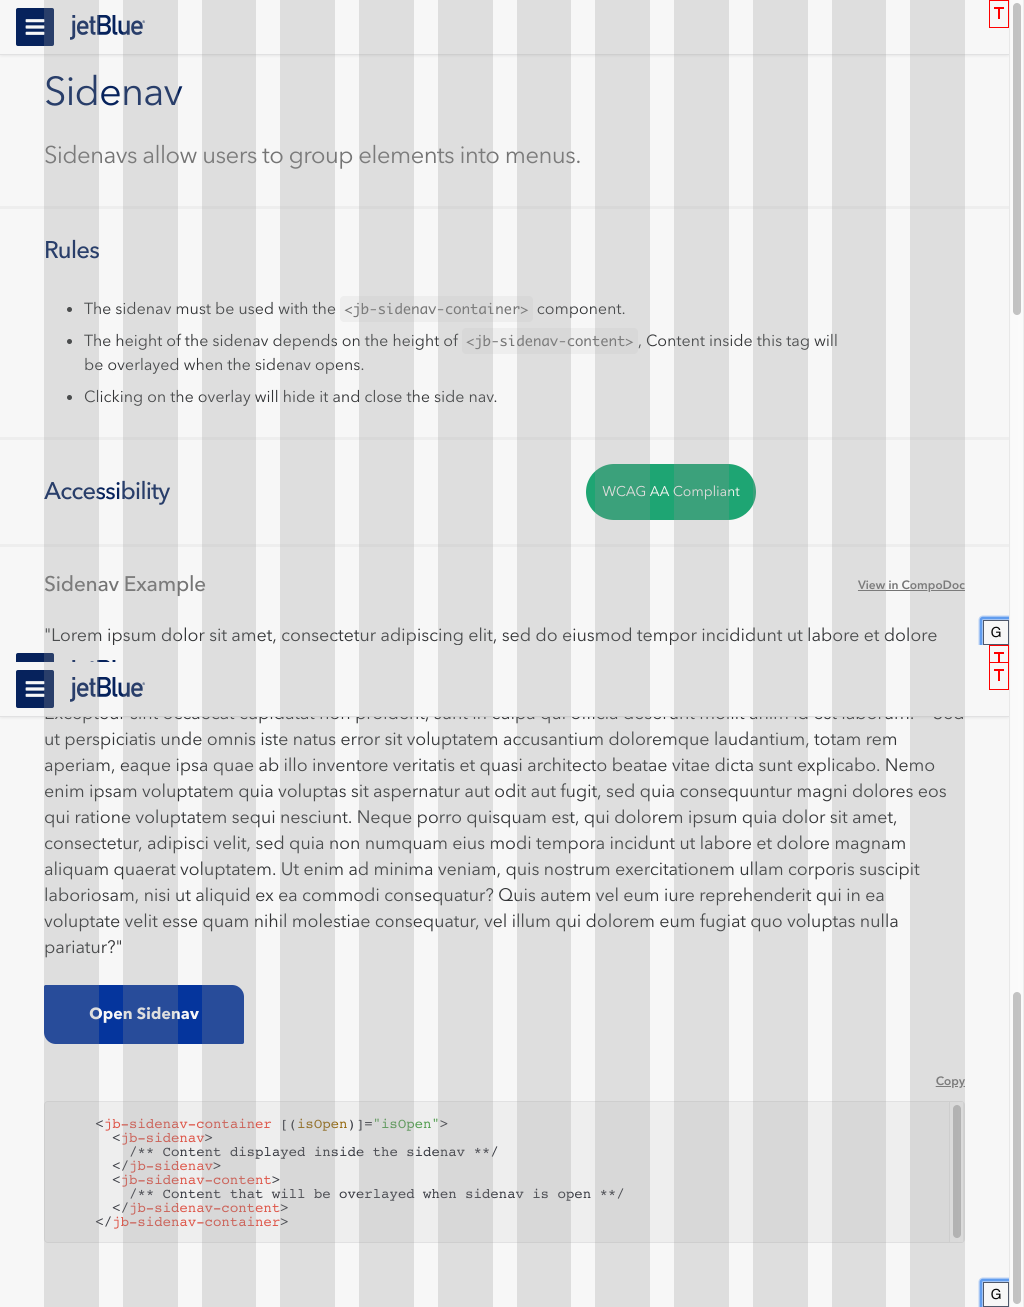 jetBlue
T
Sidenav
Sidenavs allow users to group elements into menus.
Rules
The sidenav must be used with the <jb-sidenav-container> component.
The height of the sidenav depends on the height of <jb-sidenav-content>, Content inside this tag will
be overlayed when the sidenav opens.
Clicking on the overlay will hide it and close the side nav.
Accessibility
WCAG AA Compliant
Sidenav Example
View in CompoDoc
"Lorem ipsum dolor sit amet, consectetur adipiscing elit, sed do eiusmod tempor incididunt ut labore et dolore
G
T
jetBlue
T
ut perspiciatis unde omnis iste natus error sit voluptatem accusantium doloremque laudantium, totam rem
aperiam, eaque ipsa quae ab illo inventore veritatis et quasi architecto beatae vitae dicta sunt explicabo. Nemo
enim ipsam voluptatem quia voluptas sit aspernatur aut odit aut fugit, sed quia consequuntur magni dolores eos
qui ratione voluptatem sequi nesciunt. Neque porro quisquam est, qui dolorem ipsum quia dolor sit amet,
consectetur, adipisci velit, sed quia non numquam eius modi tempora incidunt ut labore et dolore magnam
aliquam quaerat voluptatem. Ut enim ad minima veniam, quis nostrum exercitationem ullam corporis suscipit
laboriosam, nisi ut aliquid ex ea commodi consequatur? Quis autem vel eum iure reprehenderit qui in ea
voluptate velit esse quam nihil molestiae consequatur, vel illum qui dolorem eum fugiat quo voluptas nulla
pariatur?"
Open Sidenav
Copy
<jb-sidenav-container [(isOpen)]="isOpen">
<jb-sidenav>
/** Content displayed inside the sidenav **/
</jb-sidenav>
<jb-sidenav-content>
/** Content that will be overlayed when sidenav is open **/
</jb-sidenav-content>
</jb-sidenav-container>
G